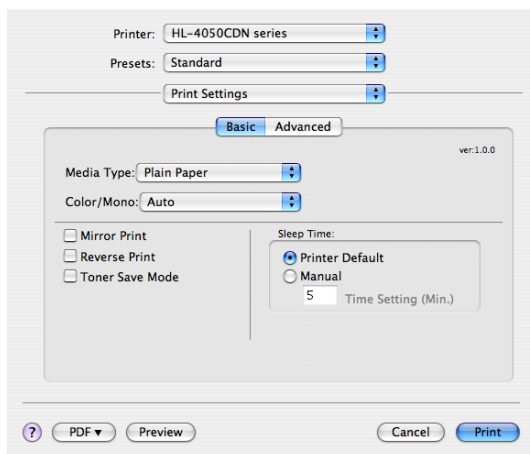 Printer: HL-4050CDN series
Presets: Standard
Print Settings
Basic Advanced
ver:1.0.0
Media Type: Plain Paper
Color/Mono: Auto
Mirror Print
Reverse Print
Toner Save Mode
Sleep Time:
Printer Default
Manual
5 Time Setting (Min.)
? PDF▼ Preview Cancel Print